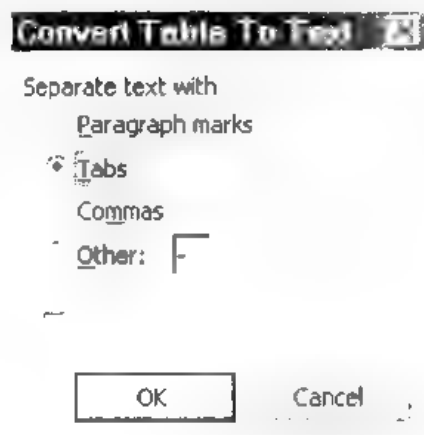 Convert Table To Text
Separate text with
Paragraph marks
Tabs
Commas
Other: -
OK Cancel